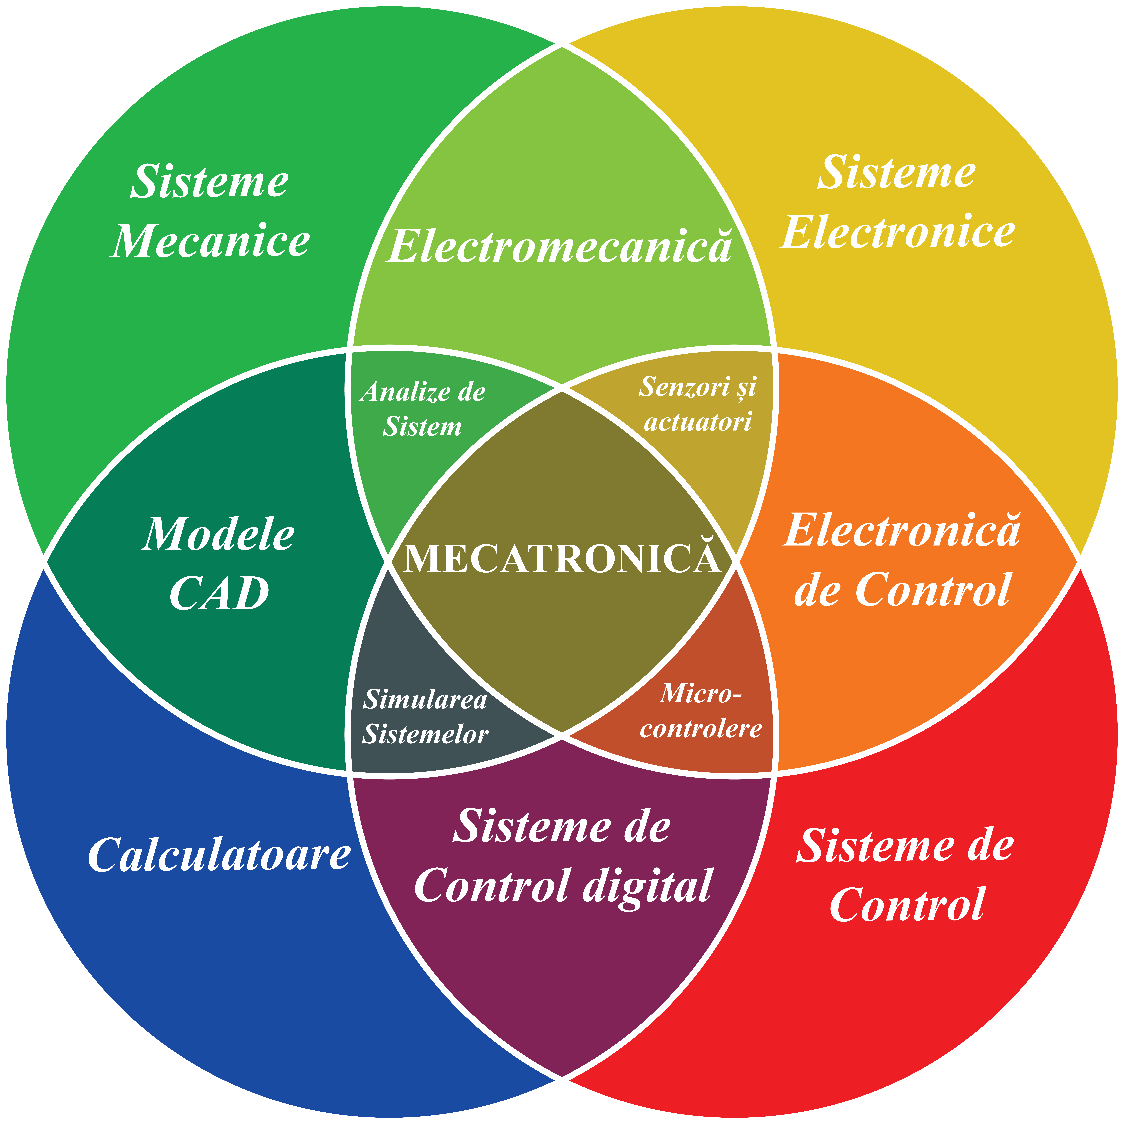 Sisteme
Mecanice
Electromecanică
Sisteme
Electronice
Analize de
Sistem
Senzori și
actuatori
Modele
CAD
MECATRONICĂ
Electronică
de Control
Simularea
Sistemelor
Micro-
controlere
Calculatoare
Sisteme de
Control digital
Sisteme de
Control